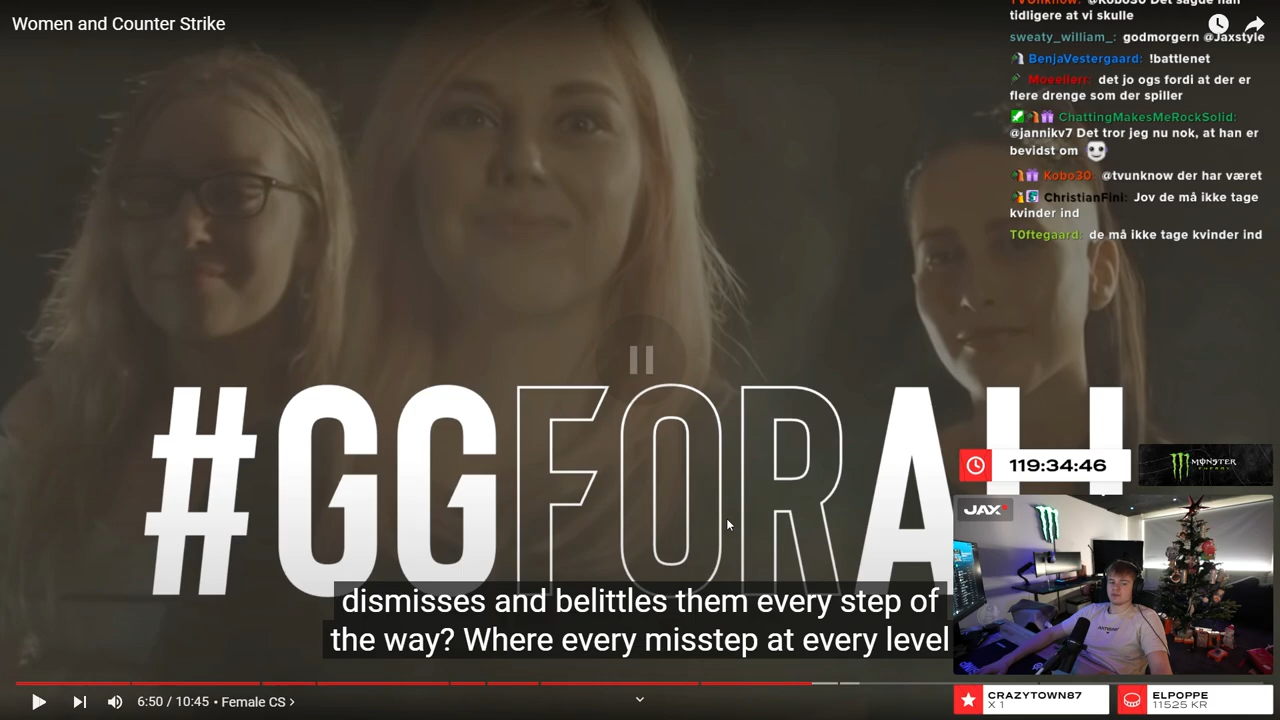 Women and Counter Strike
tidligere at vi skulle
sweaty_william_: godmorgern @Jaxstyle
BenjaVestergaard: !battlenet
Moeellerr: det jo ogs fordi at der er
flere drenge som der spiller
ChattingMakesMeRockSolid:
@jannikv7 Det tror jeg nu nok, at han er
bevidst om
Kobo30: @tvunknow der har været
ChristianFini: Jov de må ikke tage
kvinder ind
T0ftegaard: de må ikke tage kvinder ind
#GGFORALL
119:34:46
MONSTER
ENERGY
JAX
dismisses and belittles them every step of
the way? Where every misstep at every level
6:50 / 10:45 • Female CS >
CRAZYTOWN87
X 1
ELPOPPE
11525 KR